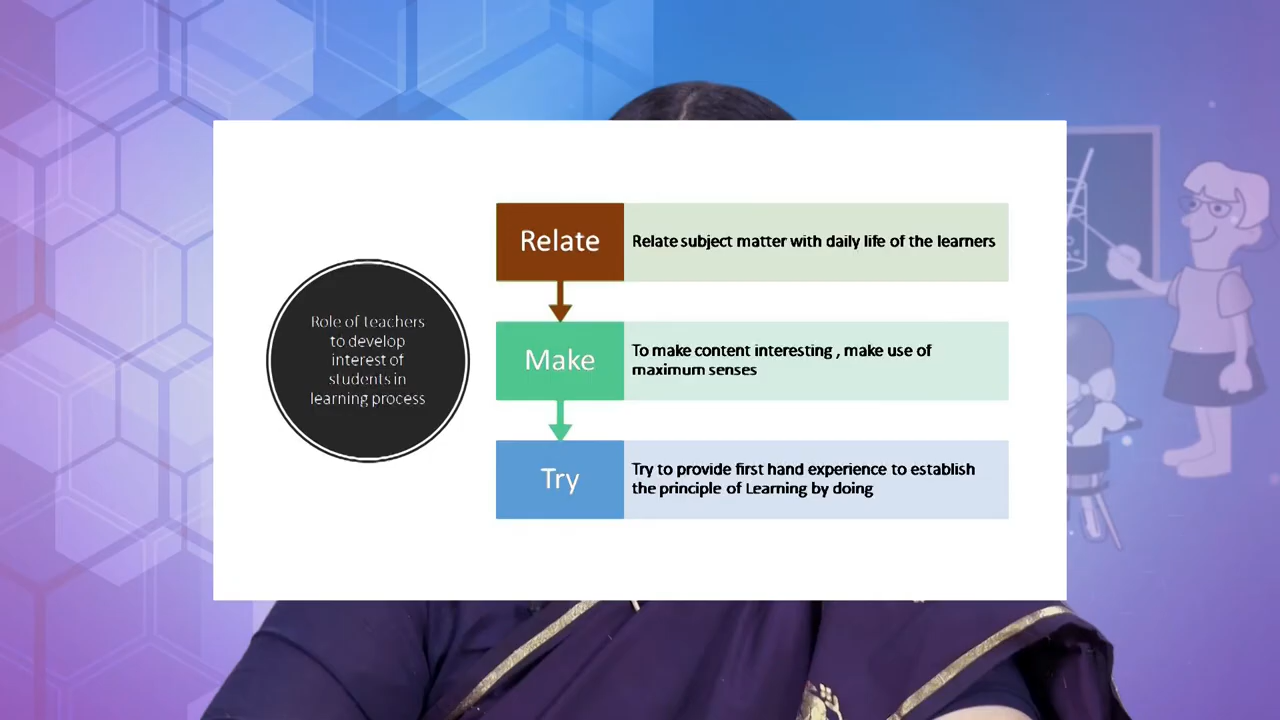 Role of teachers
to develop
interest of
students in
learning process
Relate
Relate subject matter with daily life of the learners
Make
To make content interesting , make use of
maximum senses
Try
Try to provide first hand experience to establish
the principle of Learning by doing